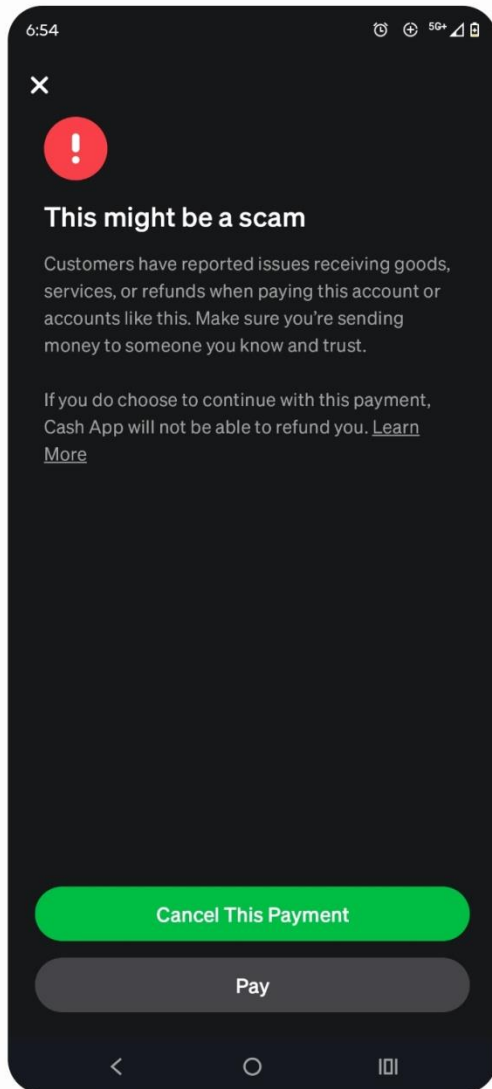 6:54
5G+
This might be a scam
Customers have reported issues receiving goods,
services, or refunds when paying this account or
accounts like this. Make sure you’re sending
money to someone you know and trust.
If you do choose to continue with this payment,
Cash App will not be able to refund you. Learn
More
Cancel This Payment
Pay